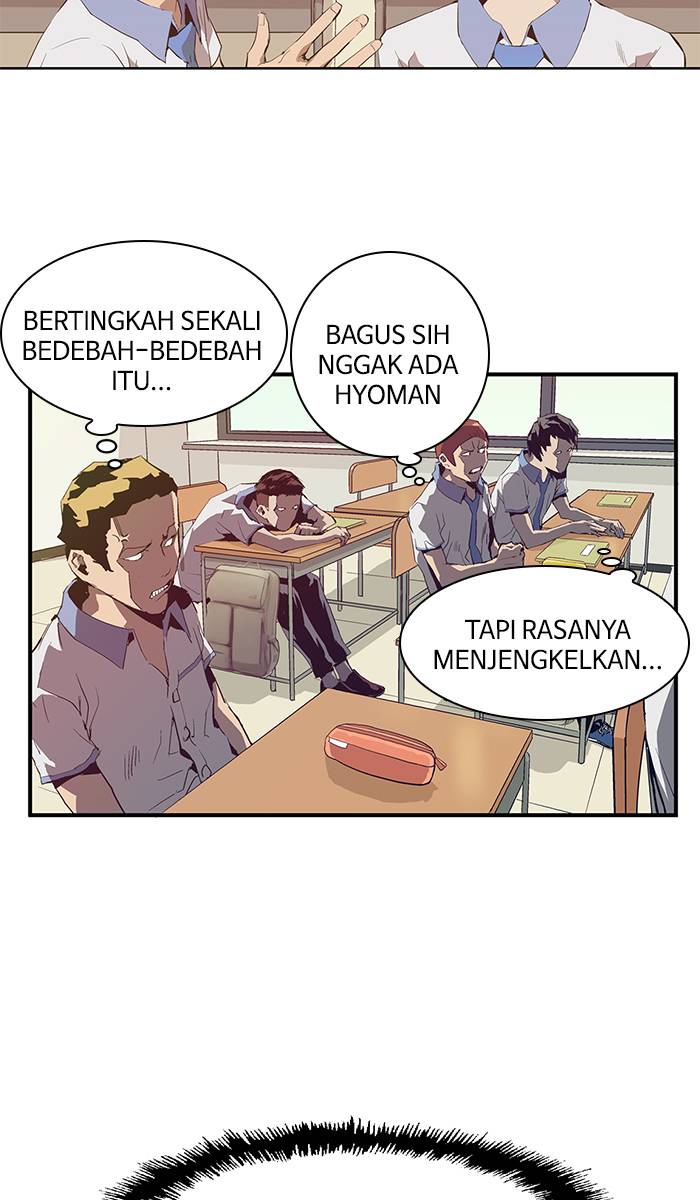 BERTINGKAH SEKALI
BEDEBAH-BEDEBAH
ITU...
BAGUS SIH
NGGAK ADA
HYOMAN
TAPI RASANYA
MENJENGKELKAN...